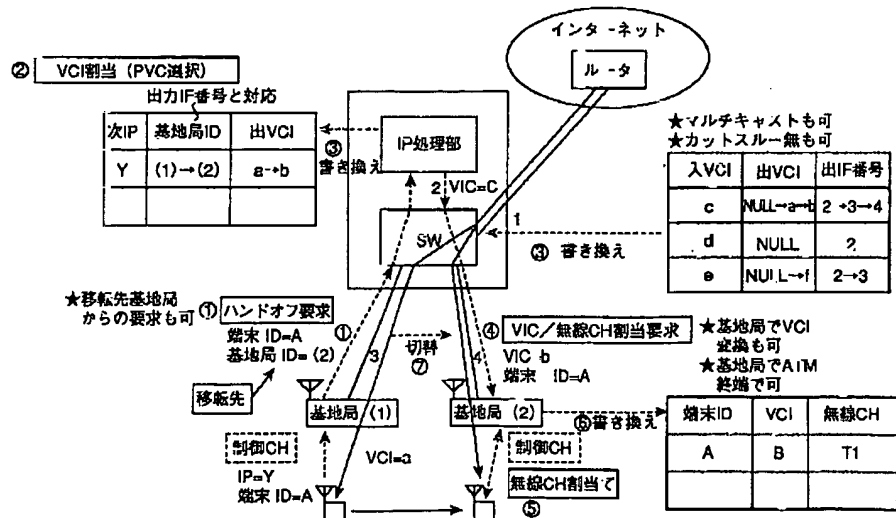 インターネット
ルータ
② VCI割当 (PVC選択)
出力IF番号と対応
次IP 基地局ID 出VCI
Y (1)→(2) a→b
③
書き換え
IP処理部
2 VIC=C
SW
1
★マルチキャストも可
★カットスルー無も可
入VCI 出VCI 出IF番号
c NULL→a→b 2→3→4
d NULL 2
e NULL→f 2→3
③ 書き換え
★移転先基地局
からの要求も可
① ハンドオフ要求
端末 ID=A
基地局 ID=(2)
①
3
切替
⑦
4
④ VIC/無線CH割当要求
VIC b
端末 ID=A
★基地局でVCI
変換も可
★基地局でATM
終端で可
移転先
基地局 (1)
基地局 (2)
⑥書き換え
端末ID VCI 無線CH
A B T1
制御CH
IP=Y
端末 ID=A
VCI=a
制御CH
無線CH割当て
⑤